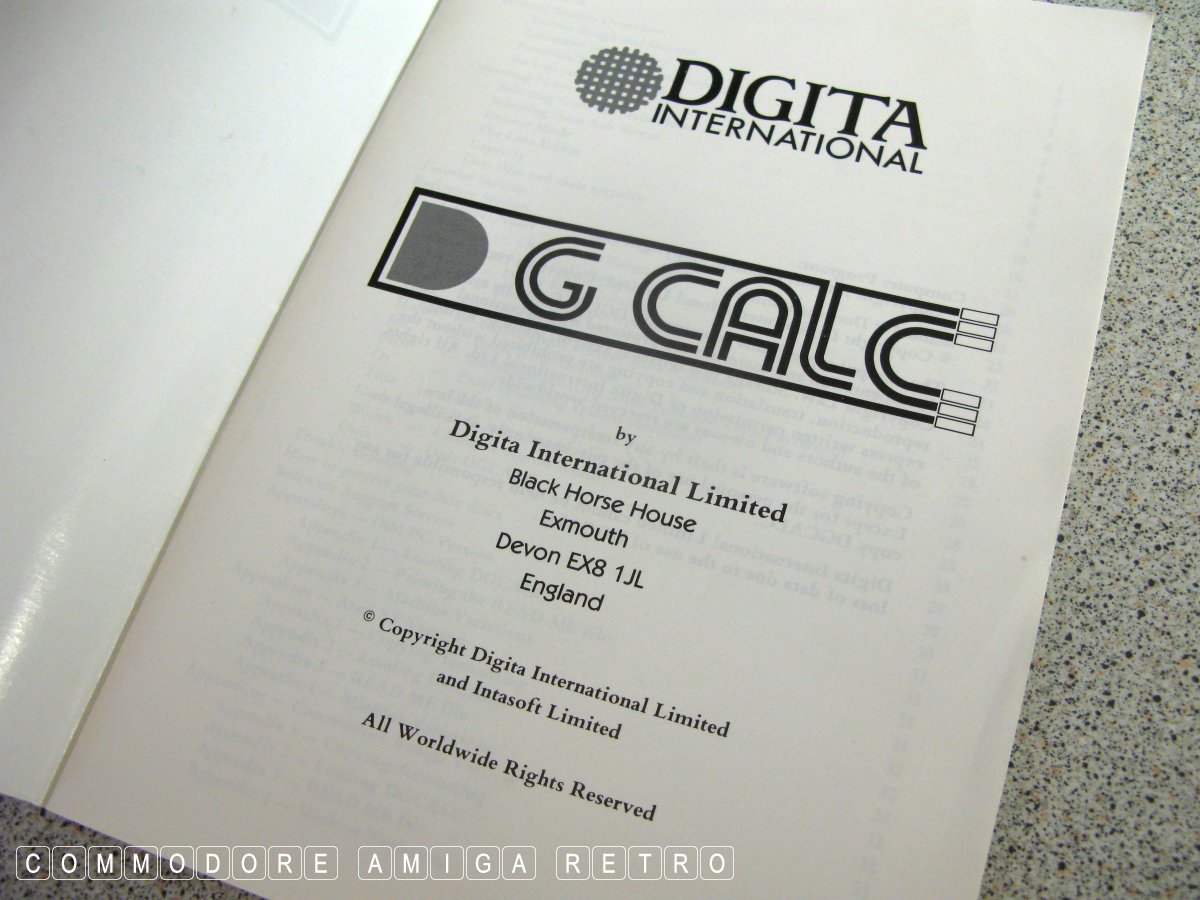 DIGITA
INTERNATIONAL
DG CALC
by
Digita International Limited
Black Horse House
Exmouth
Devon EX8 1JL
England
© Copyright Digita International Limited
and Intasoft Limited
All Worldwide Rights Reserved
COMMODORE AMIGA RETRO